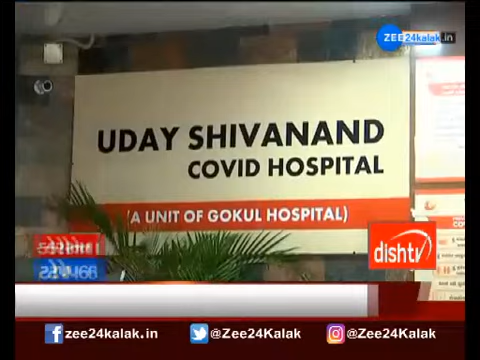 ZEE24kalak.in
UDAY SHIVANAND
COVID HOSPITAL
(A UNIT OF GOKUL HOSPITAL)
dishtv
zee24kalak.in
@Zee24Kalak
@Zee24Kalak